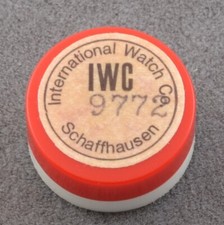 International Watch Co.
IWC
9772
Schaffhausen